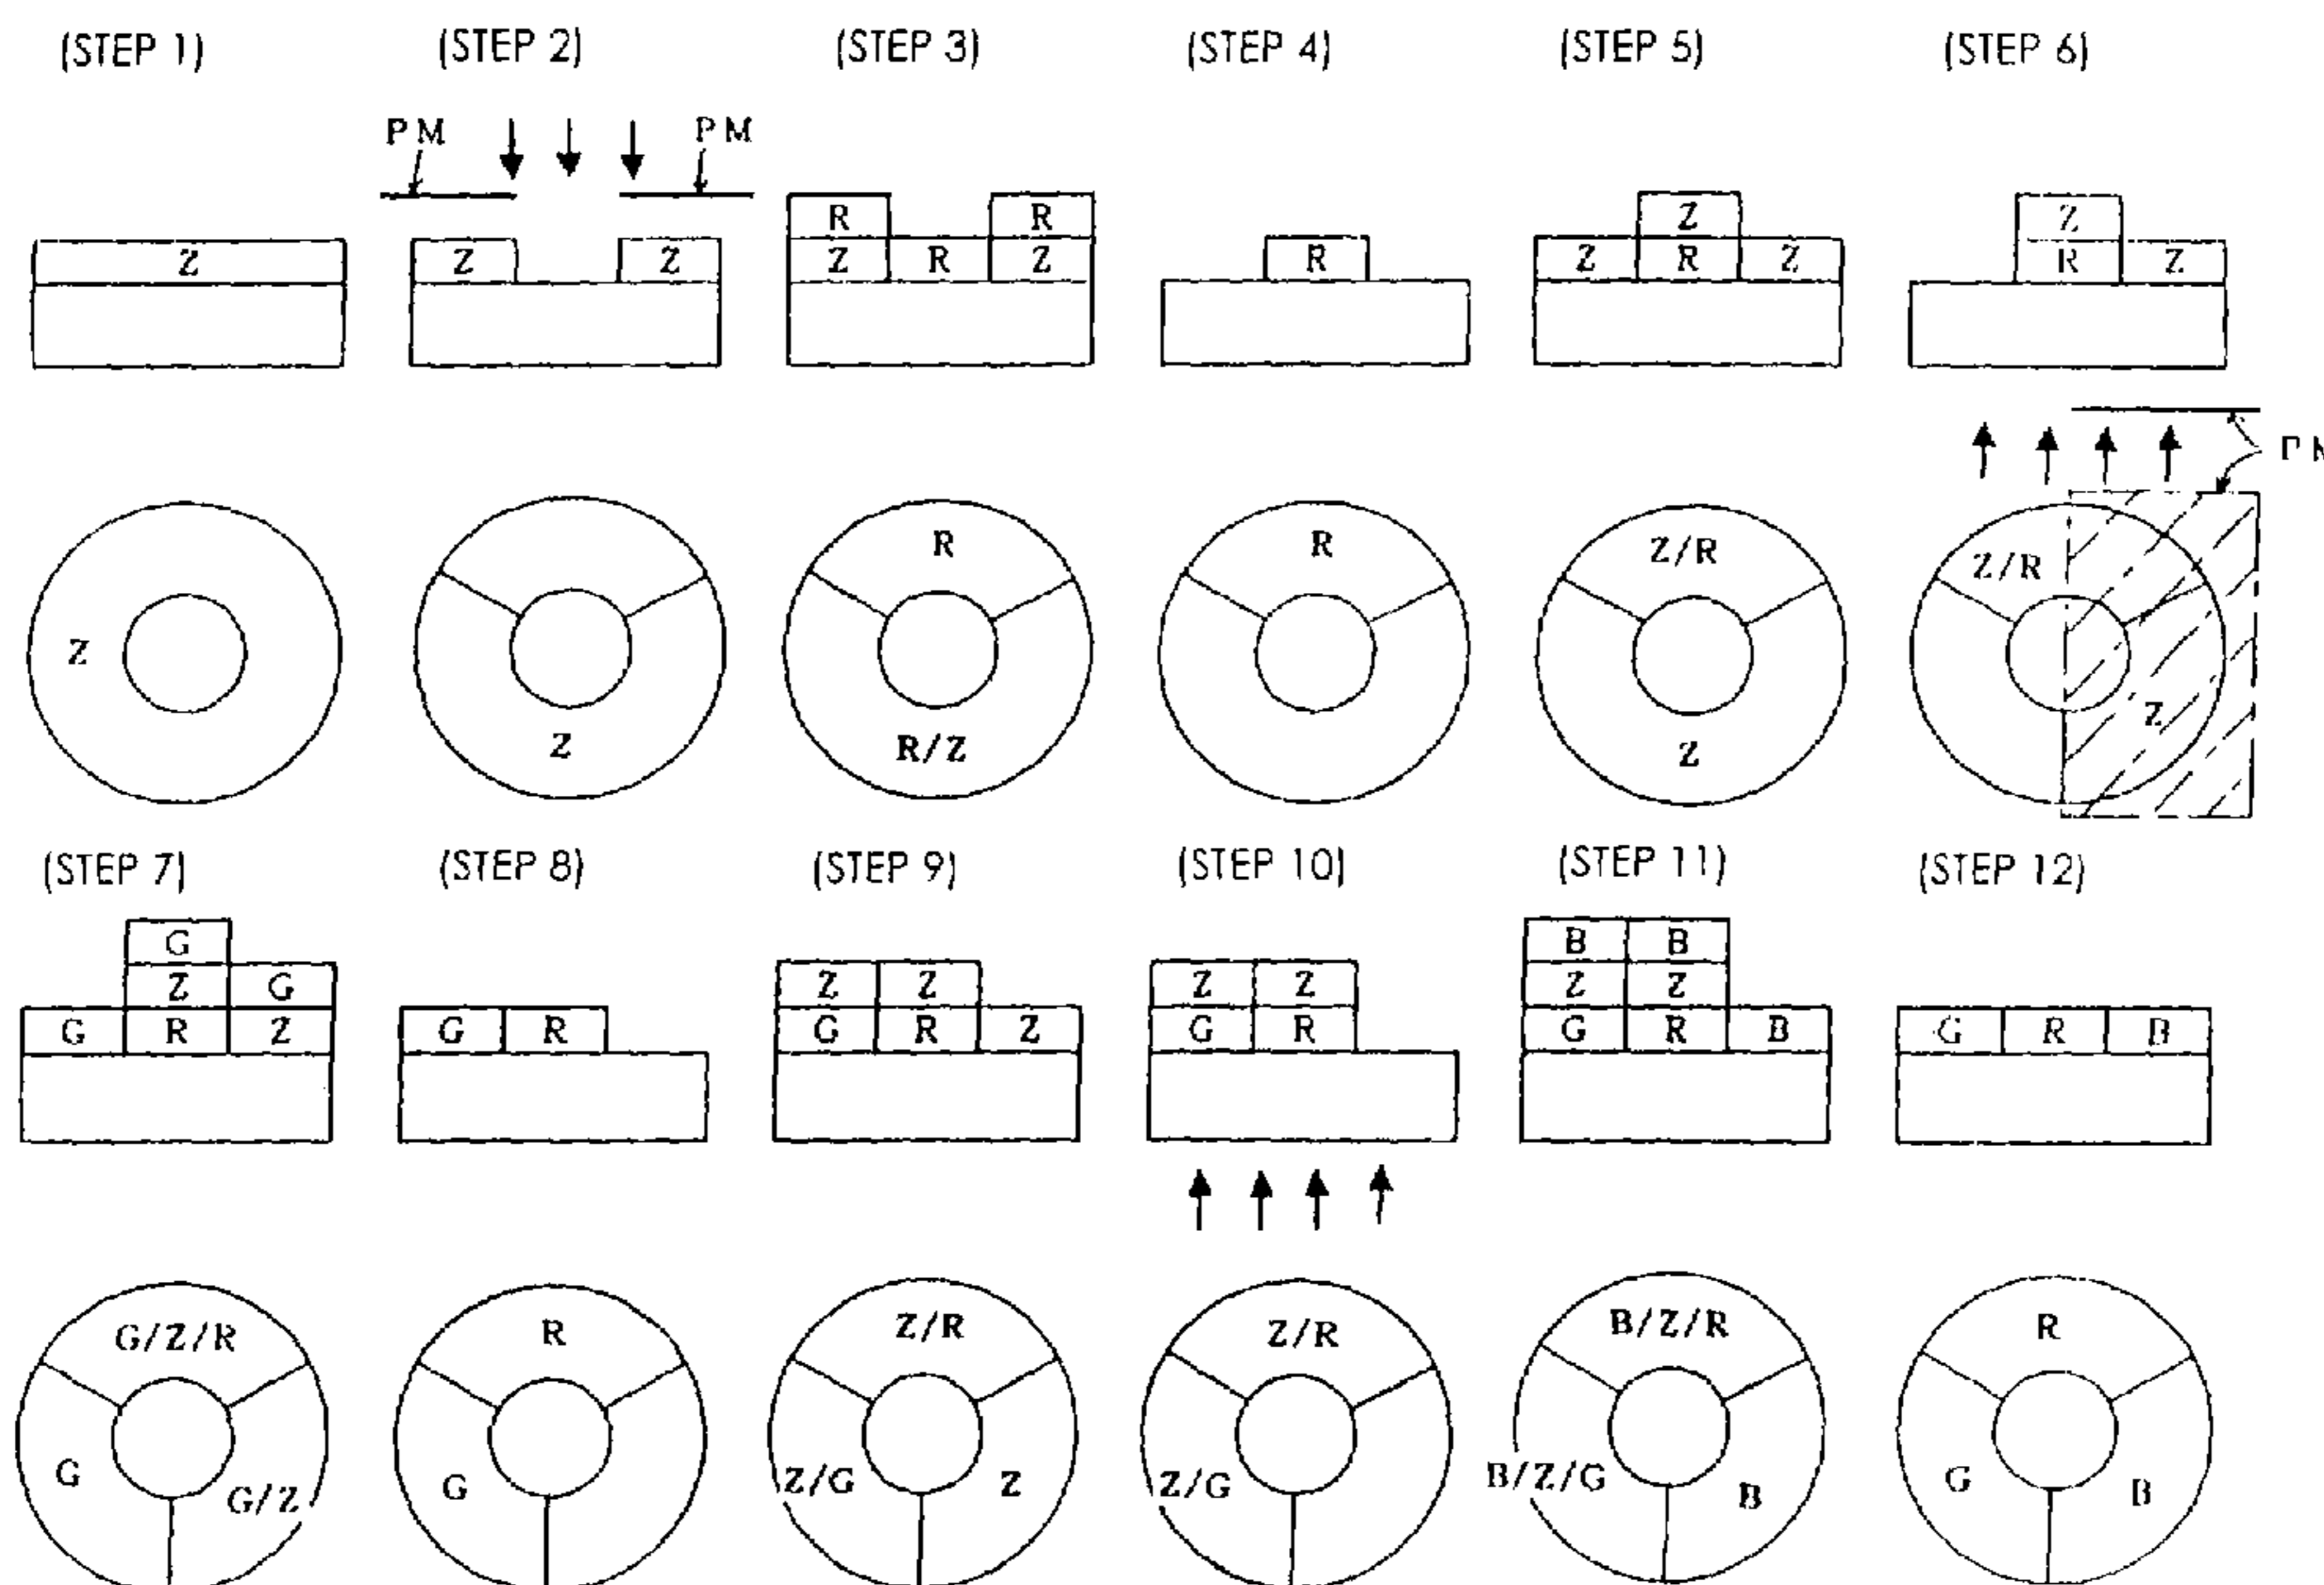 (STEP 1) (STEP 2) (STEP 3) (STEP 4) (STEP 5) (STEP 6)
PM PM
R R Z Z
Z Z Z Z R Z R Z R Z R Z
R R Z/R Z/R
Z Z R/Z Z Z
(STEP 7) (STEP 8) (STEP 9) (STEP 10) (STEP 11) (STEP 12)
G B B
Z G Z Z Z Z Z Z
G R Z G R G R Z G R G R B G R B
G/Z/R R Z/R Z/R B/Z/R R
G G/Z G Z/G Z Z/G B/Z/G B G B